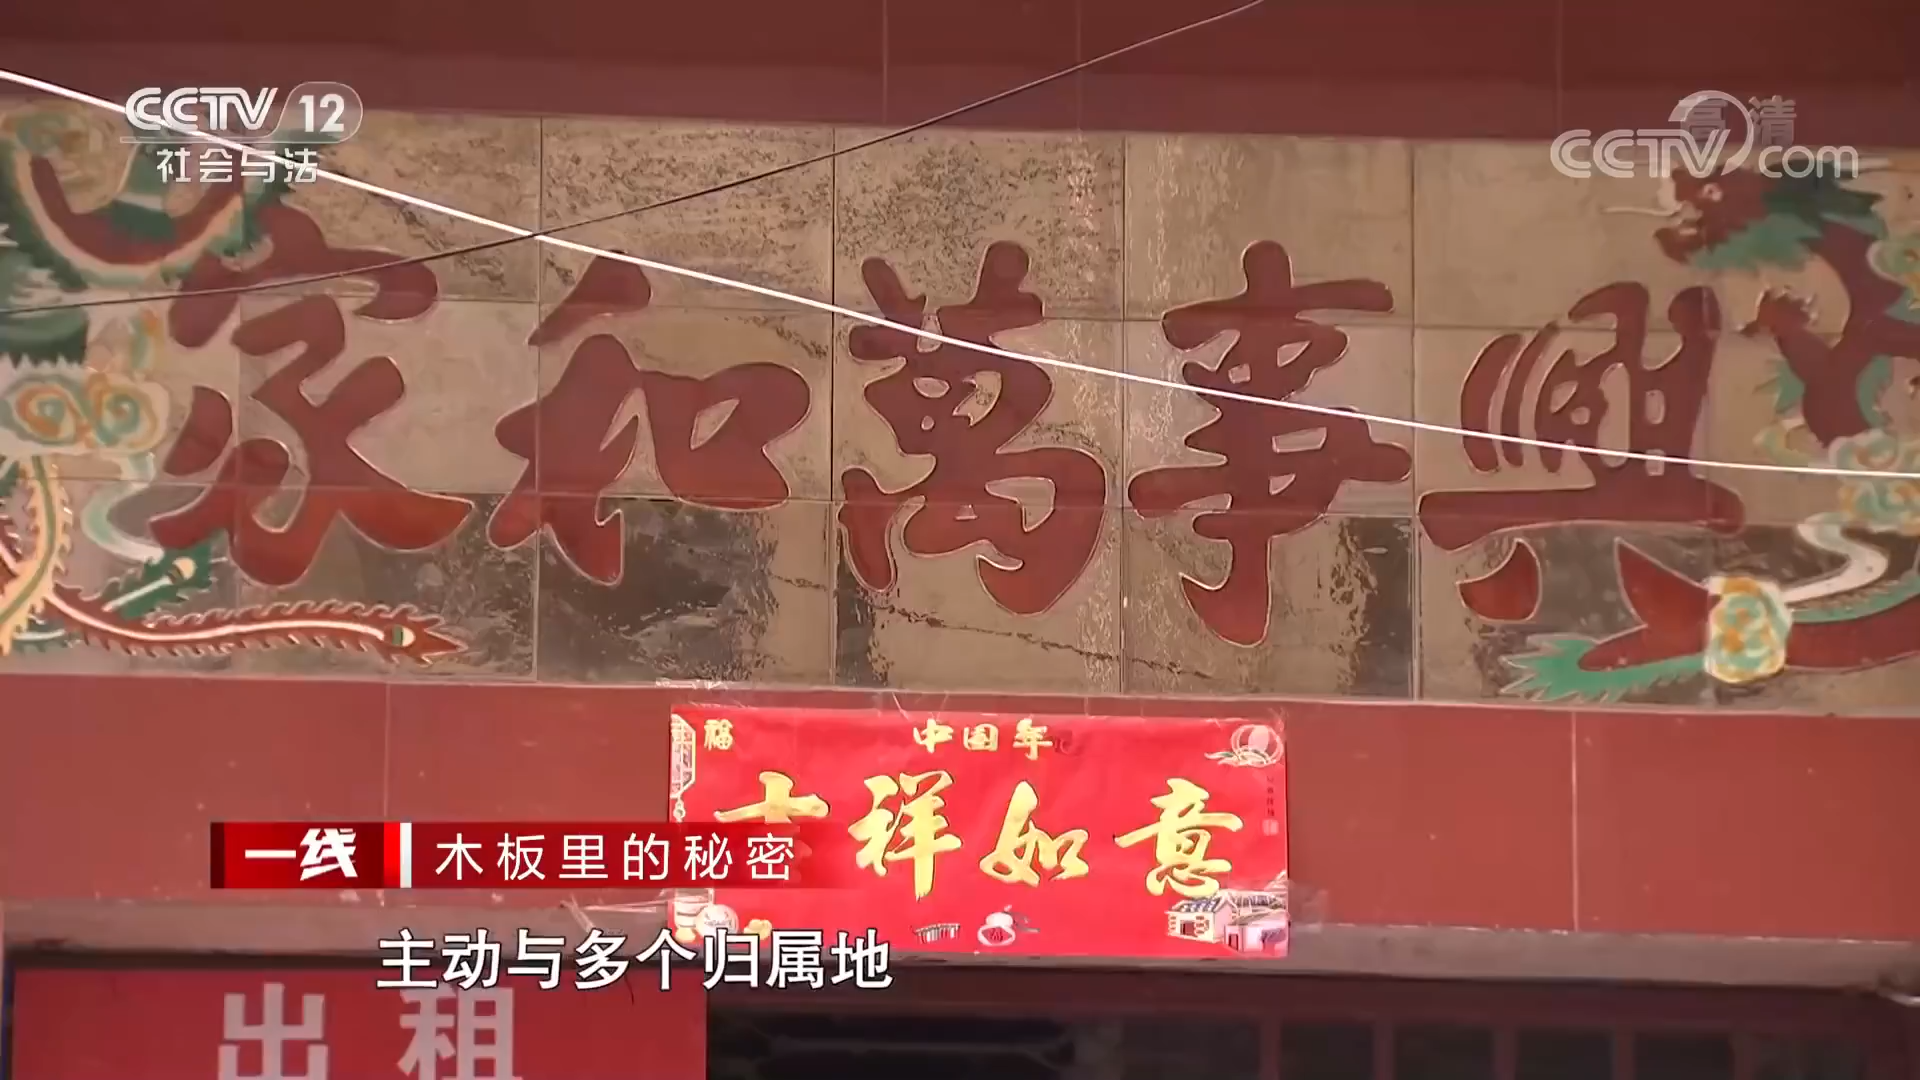 CCTV 12
社会与法
高清
CCTV com
家和萬事興
福
中国年
吉祥如意
一线
木板里的秘密
主动与多个归属地
出租